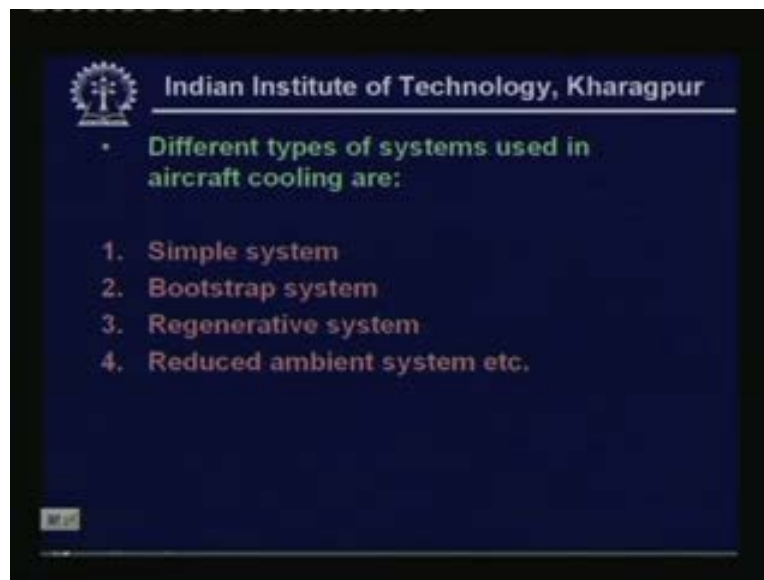 Indian Institute of Technology, Kharagpur
• Different types of systems used in
aircraft cooling are:
1. Simple system
2. Bootstrap system
3. Regenerative system
4. Reduced ambient system etc.